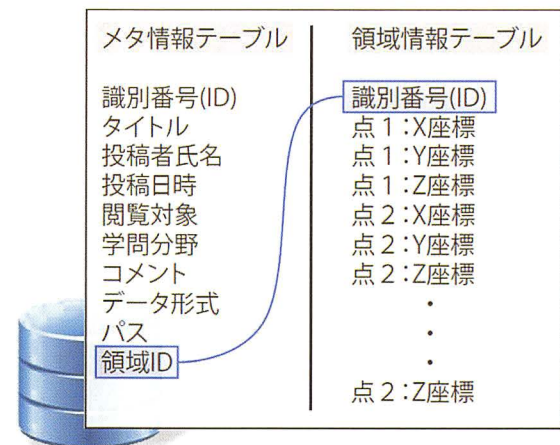 メタ情報テーブル
識別番号(ID)
タイトル
投稿者氏名
投稿日時
閲覧対象
学問分野
コメント
データ形式
パス
領域ID
領域情報テーブル
識別番号(ID)
点1:X座標
点1:Y座標
点1:Z座標
点2:X座標
点2:Y座標
点2:Z座標
・
・
・
点2:Z座標